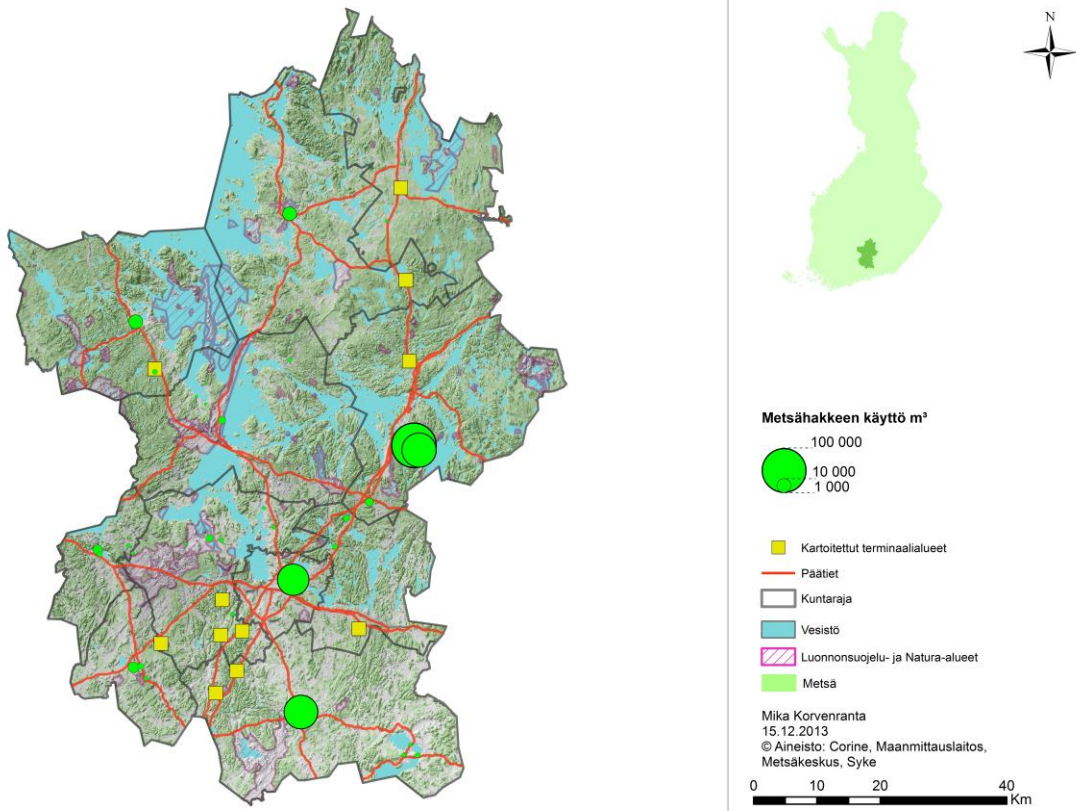 N
Metsähakkeen käyttö m³
100 000
10 000
1 000
Kartoitettut terminaalialueet
Päätiet
Kuntaraja
Vesistö
Luonnonsuojelu- ja Natura-alueet
Metsä
Mika Korvenranta
15.12.2013
© Aineisto: Corine, Maanmittauslaitos,
Metsäkeskus, Syke
0 10 20 40
Km